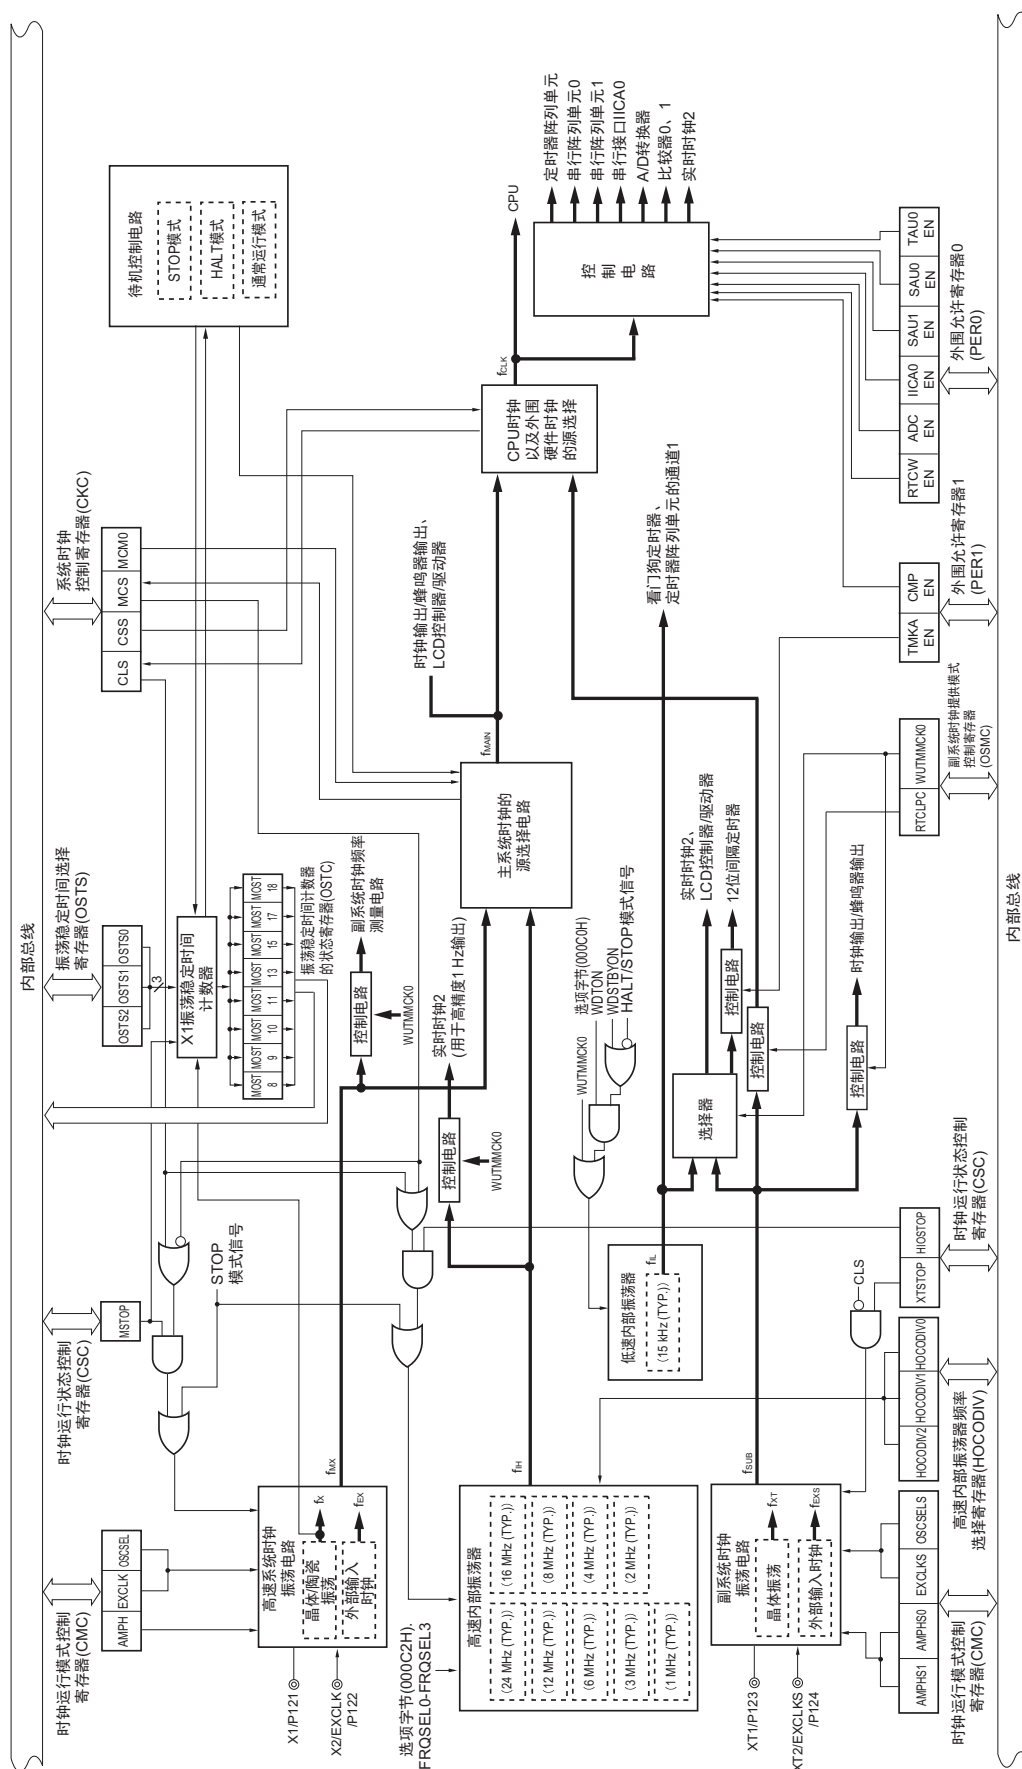 内部总线
时钟运行模式控制
寄存器(CMC)
AMPH
EXCLK
OSCSEL
时钟运行状态控制
寄存器(CSC)
MSTOP
振荡稳定时间选择
寄存器(OSTS)
OSTS2
OSTS1
OSTS0
3
系统时钟
控制寄存器(CKC)
CLS
CSS
MCS
MCM0
待机控制电路
STOP模式
HALT模式
通常运行模式
STOP
模式信号
X1振荡稳定时间
计数器
MOST
8
MOST
9
MOST
10
MOST
11
MOST
13
MOST
15
MOST
17
MOST
18
振荡稳定时间计数器
的状态寄存器(OSTC)
X1/P121
X2/EXCLK
/P122
高速系统时钟
振荡电路
晶体/陶瓷
振荡
fX
外部输入
时钟
fEX
fMX
控制电路
WUTMMCK0
副系统时钟频率
测量电路
控制电路
WUTMMCK0
实时时钟2
(用于高精度1 Hz输出)
主系统时钟的
源选择电路
fMAIN
时钟输出/蜂鸣器输出、
LCD控制器/驱动器
CPU时钟
以及外围
硬件时钟
的源选择
fCLK
CPU
控制
电路
定时器阵列单元
串行阵列单元0
串行阵列单元1
串行接口IICA0
A/D转换器
比较器0、1
实时时钟2
选项字节(000C2H),
FRQSEL0-FRQSEL3
高速内部振荡器
(24 MHz (TYP.))
(16 MHz (TYP.))
(12 MHz (TYP.))
(8 MHz (TYP.))
(6 MHz (TYP.))
(4 MHz (TYP.))
(3 MHz (TYP.))
(2 MHz (TYP.))
(1 MHz (TYP.))
fIH
选项字节(000C0H)
WDTON
WDSTBYON
HALT/STOP模式信号
WUTMMCK0
低速内部振荡器
(15 kHz (TYP.))
fIL
看门狗定时器、
定时器阵列单元的通道1
选择器
实时时钟2、
LCD控制器/驱动器
控制电路
12位间隔定时器
控制电路
控制电路
时钟输出/蜂鸣器输出
XT1/P123
XT2/EXCLKS
/P124
副系统时钟
振荡电路
晶体振荡
fXT
外部输入时钟
fEXS
fSUB
CLS
AMPHS1
AMPHS0
EXCLKS
OSCSELS
时钟运行模式控制
寄存器(CMC)
HOCODIV2
HOCODIV1
HOCODIV0
高速内部振荡器频率
选择寄存器(HOCODIV)
XTSTOP
HIOSTOP
时钟运行状态控制
寄存器(CSC)
RTCLPC
WUTMMCK0
副系统时钟提供模式
控制寄存器
(OSMC)
TMKA
EN
CMP
EN
外围允许寄存器1
(PER1)
RTCW
EN
ADC
EN
IICA0
EN
SAU1
EN
SAU0
EN
TAU0
EN
外围允许寄存器0
(PER0)
内部总线